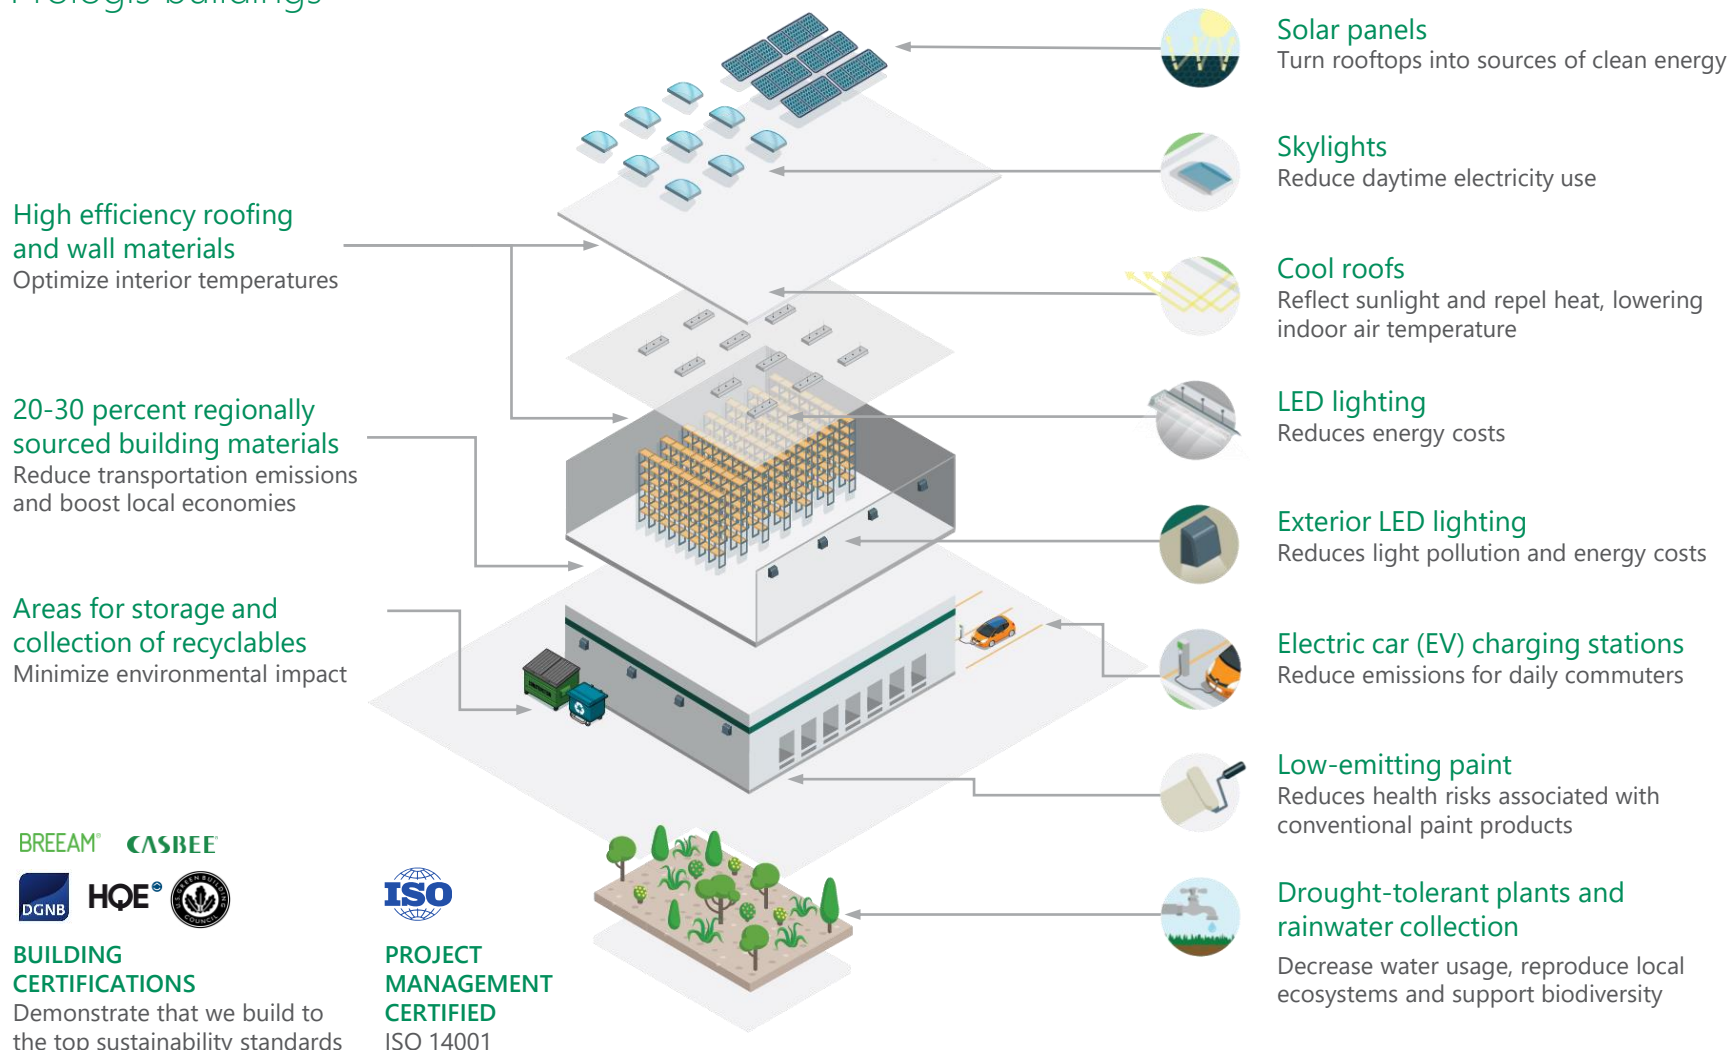 Prologis buildings
High efficiency roofing
and wall materials
Optimize interior temperatures
20-30 percent regionally
sourced building materials
Reduce transportation emissions
and boost local economies
Areas for storage and
collection of recyclables
Minimize environmental impact
BREEAM®
CASBEE
DGNB
HQE
U.S. GREEN BUILDING COUNCIL
BUILDING
CERTIFICATIONS
Demonstrate that we build to
the top sustainability standards
ISO
PROJECT
MANAGEMENT
CERTIFIED
ISO 14001
Solar panels
Turn rooftops into sources of clean energy
Skylights
Reduce daytime electricity use
Cool roofs
Reflect sunlight and repel heat, lowering
indoor air temperature
LED lighting
Reduces energy costs
Exterior LED lighting
Reduces light pollution and energy costs
Electric car (EV) charging stations
Reduce emissions for daily commuters
Low-emitting paint
Reduces health risks associated with
conventional paint products
Drought-tolerant plants and
rainwater collection
Decrease water usage, reproduce local
ecosystems and support biodiversity